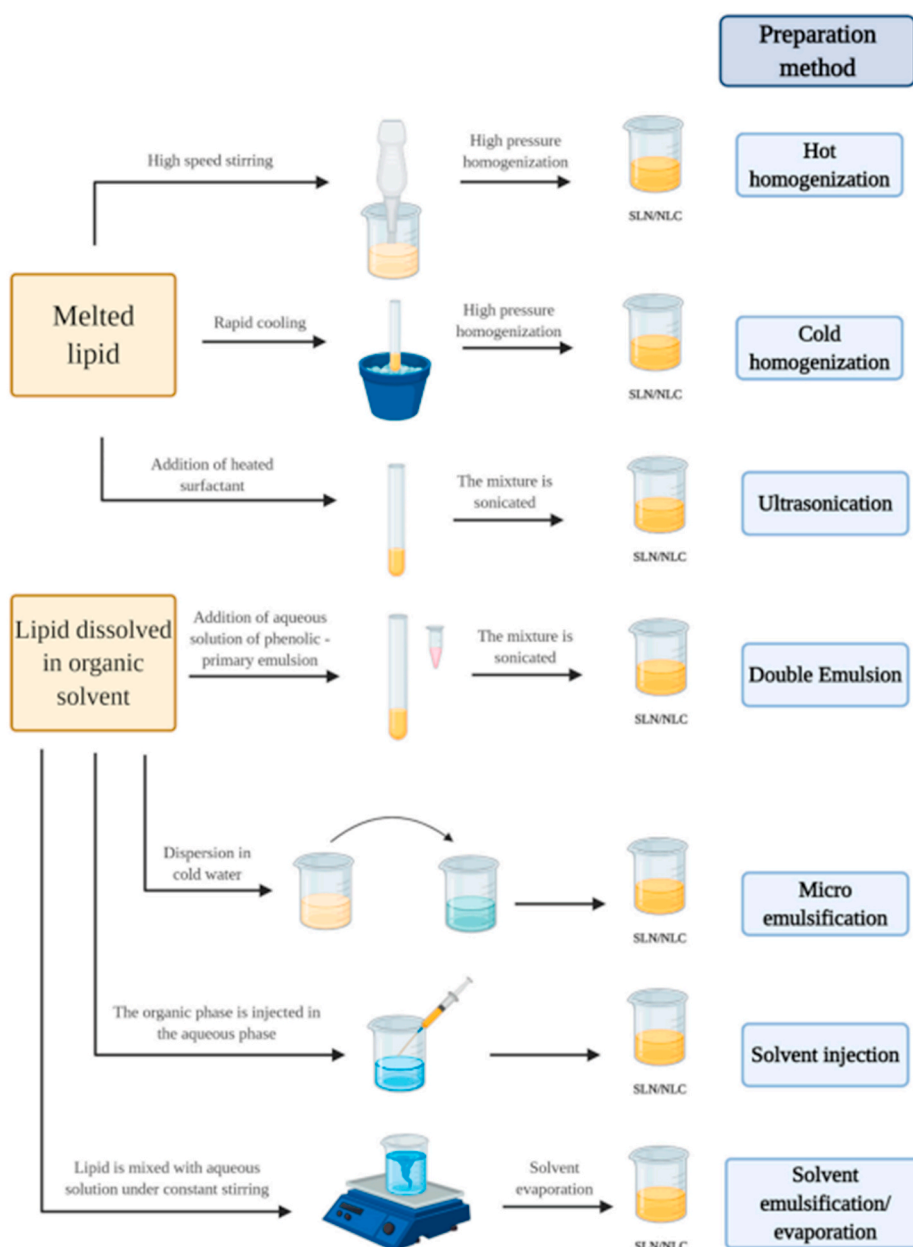 Preparation
method
High speed stirring
High pressure
homogenization
SLN/NLC
Hot
homogenization
Melted
lipid
Rapid cooling
High pressure
homogenization
SLN/NLC
Cold
homogenization
Addition of heated
surfactant
The mixture is
sonicated
SLN/NLC
Ultrasonication
Lipid dissolved
in organic
solvent
Addition of aqueous
solution of phenolic -
primary emulsion
The mixture is
sonicated
SLN/NLC
Double Emulsion
Dispersion in
cold water
SLN/NLC
Micro
emulsification
The organic phase is injected in
the aqueous phase
SLN/NLC
Solvent injection
Lipid is mixed with aqueous
solution under constant stirring
Solvent
evaporation
SLN/NLC
Solvent
emulsification/
evaporation